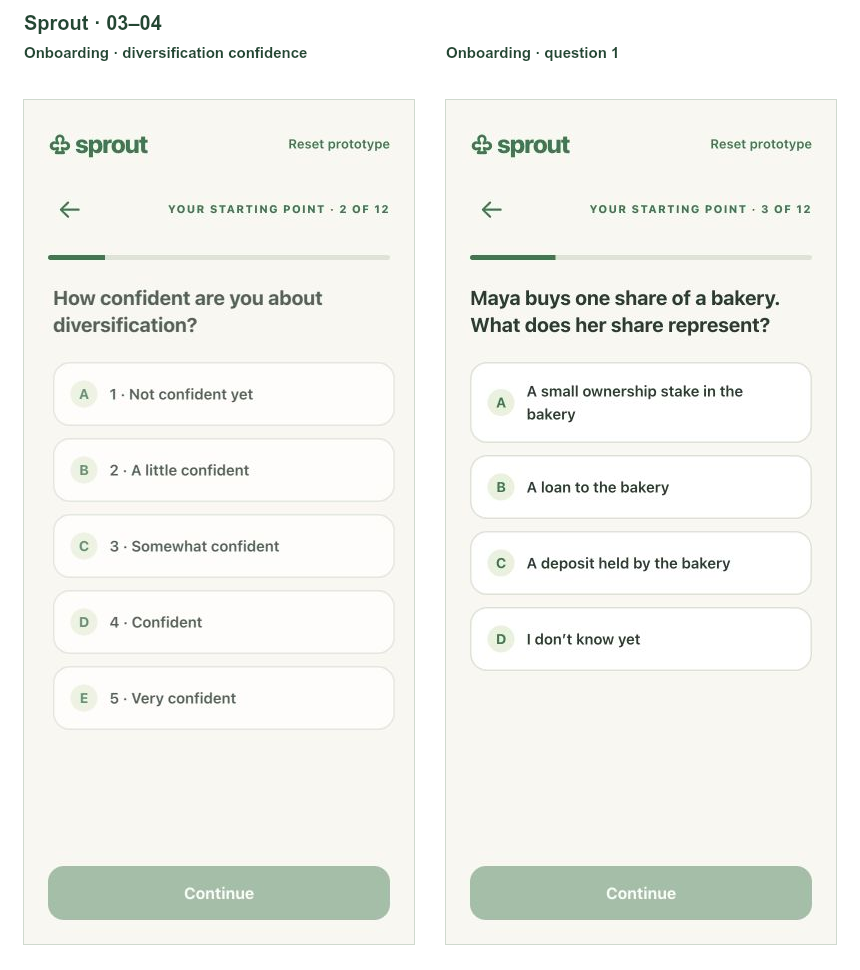 Sprout · 03–04
Onboarding · diversification confidence
sprout
Reset prototype
YOUR STARTING POINT · 2 OF 12
How confident are you about
diversification?
A 1 · Not confident yet
B 2 · A little confident
C 3 · Somewhat confident
D 4 · Confident
E 5 · Very confident
Continue
Onboarding · question 1
sprout
Reset prototype
YOUR STARTING POINT · 3 OF 12
Maya buys one share of a bakery.
What does her share represent?
A A small ownership stake in the
bakery
B A loan to the bakery
C A deposit held by the bakery
D I don’t know yet
Continue